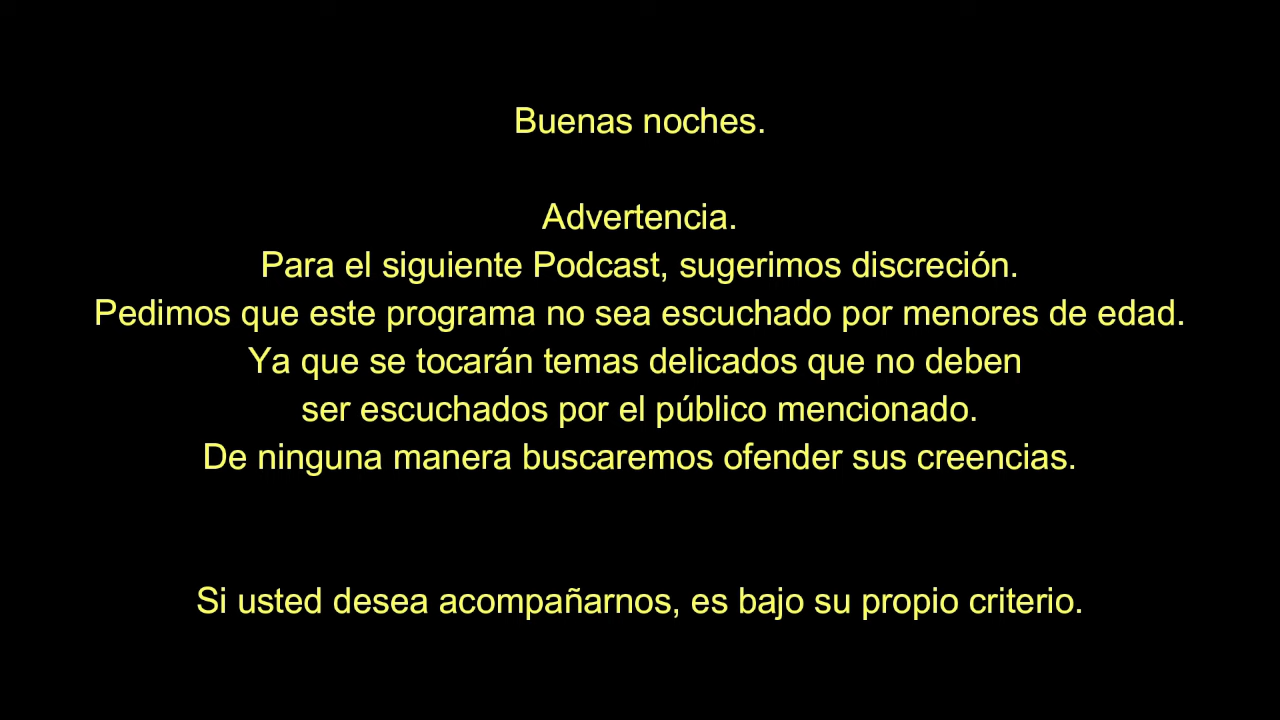 Buenas noches.
Advertencia.
Para el siguiente Podcast, sugerimos discreción.
Pedimos que este programa no sea escuchado por menores de edad.
Ya que se tocarán temas delicados que no deben
ser escuchados por el público mencionado.
De ninguna manera buscaremos ofender sus creencias.
Si usted desea acompañarnos, es bajo su propio criterio.